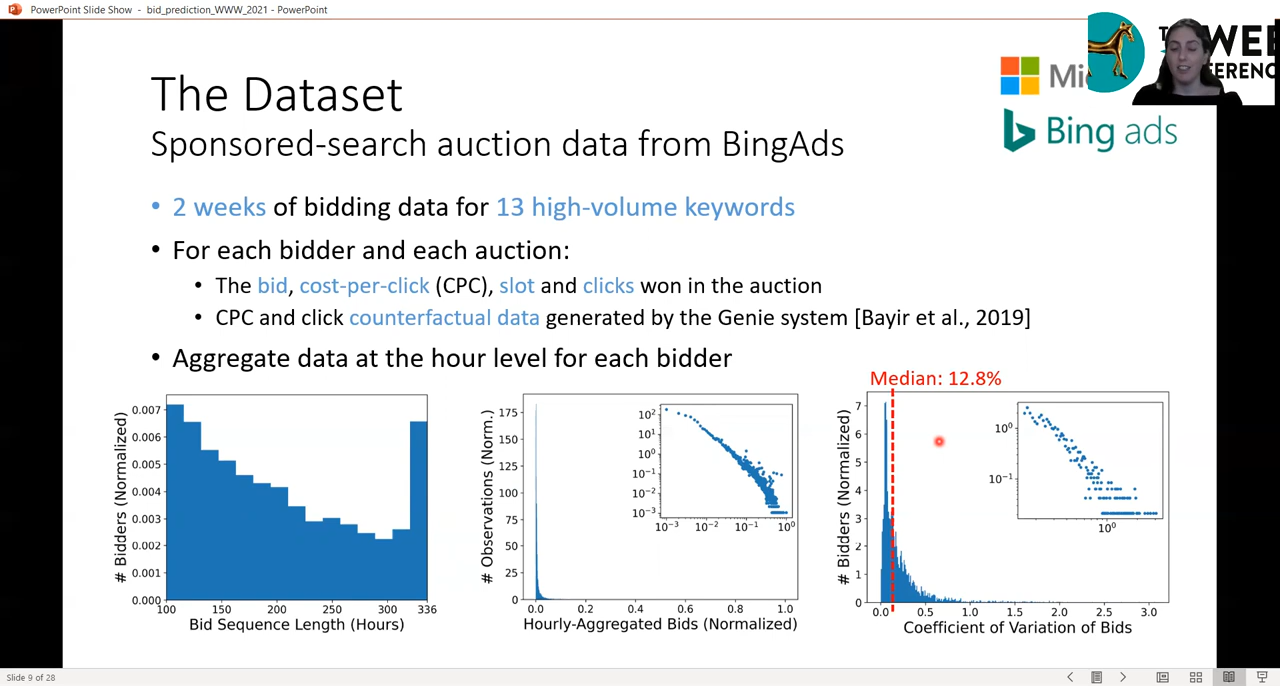 PowerPoint Slide Show - bid_prediction_WWW_2021 - PowerPoint
The Dataset
Sponsored-search auction data from BingAds
Bing ads
• 2 weeks of bidding data for 13 high-volume keywords
• For each bidder and each auction:
• The bid, cost-per-click (CPC), slot and clicks won in the auction
• CPC and click counterfactual data generated by the Genie system [Bayir et al., 2019]
• Aggregate data at the hour level for each bidder
# Bidders (Normalized)
0.007
0.006
0.005
0.004
0.003
0.002
0.001
0.000
100 150 200 250 300 336
Bid Sequence Length (Hours)
# Observations (Norm.)
175
150
125
100
75
50
25
0
10²
10¹
10⁰
10⁻¹
10⁻²
10⁻³
10⁻³ 10⁻² 10⁻¹ 10⁰
0.0 0.2 0.4 0.6 0.8 1.0
Hourly-Aggregated Bids (Normalized)
Median: 12.8%
# Bidders (Normalized)
7
6
5
4
3
2
1
0
10⁰
10⁻¹
10⁰
0.0 0.5 1.0 1.5 2.0 2.5 3.0
Coefficient of Variation of Bids
Slide 9 of 28